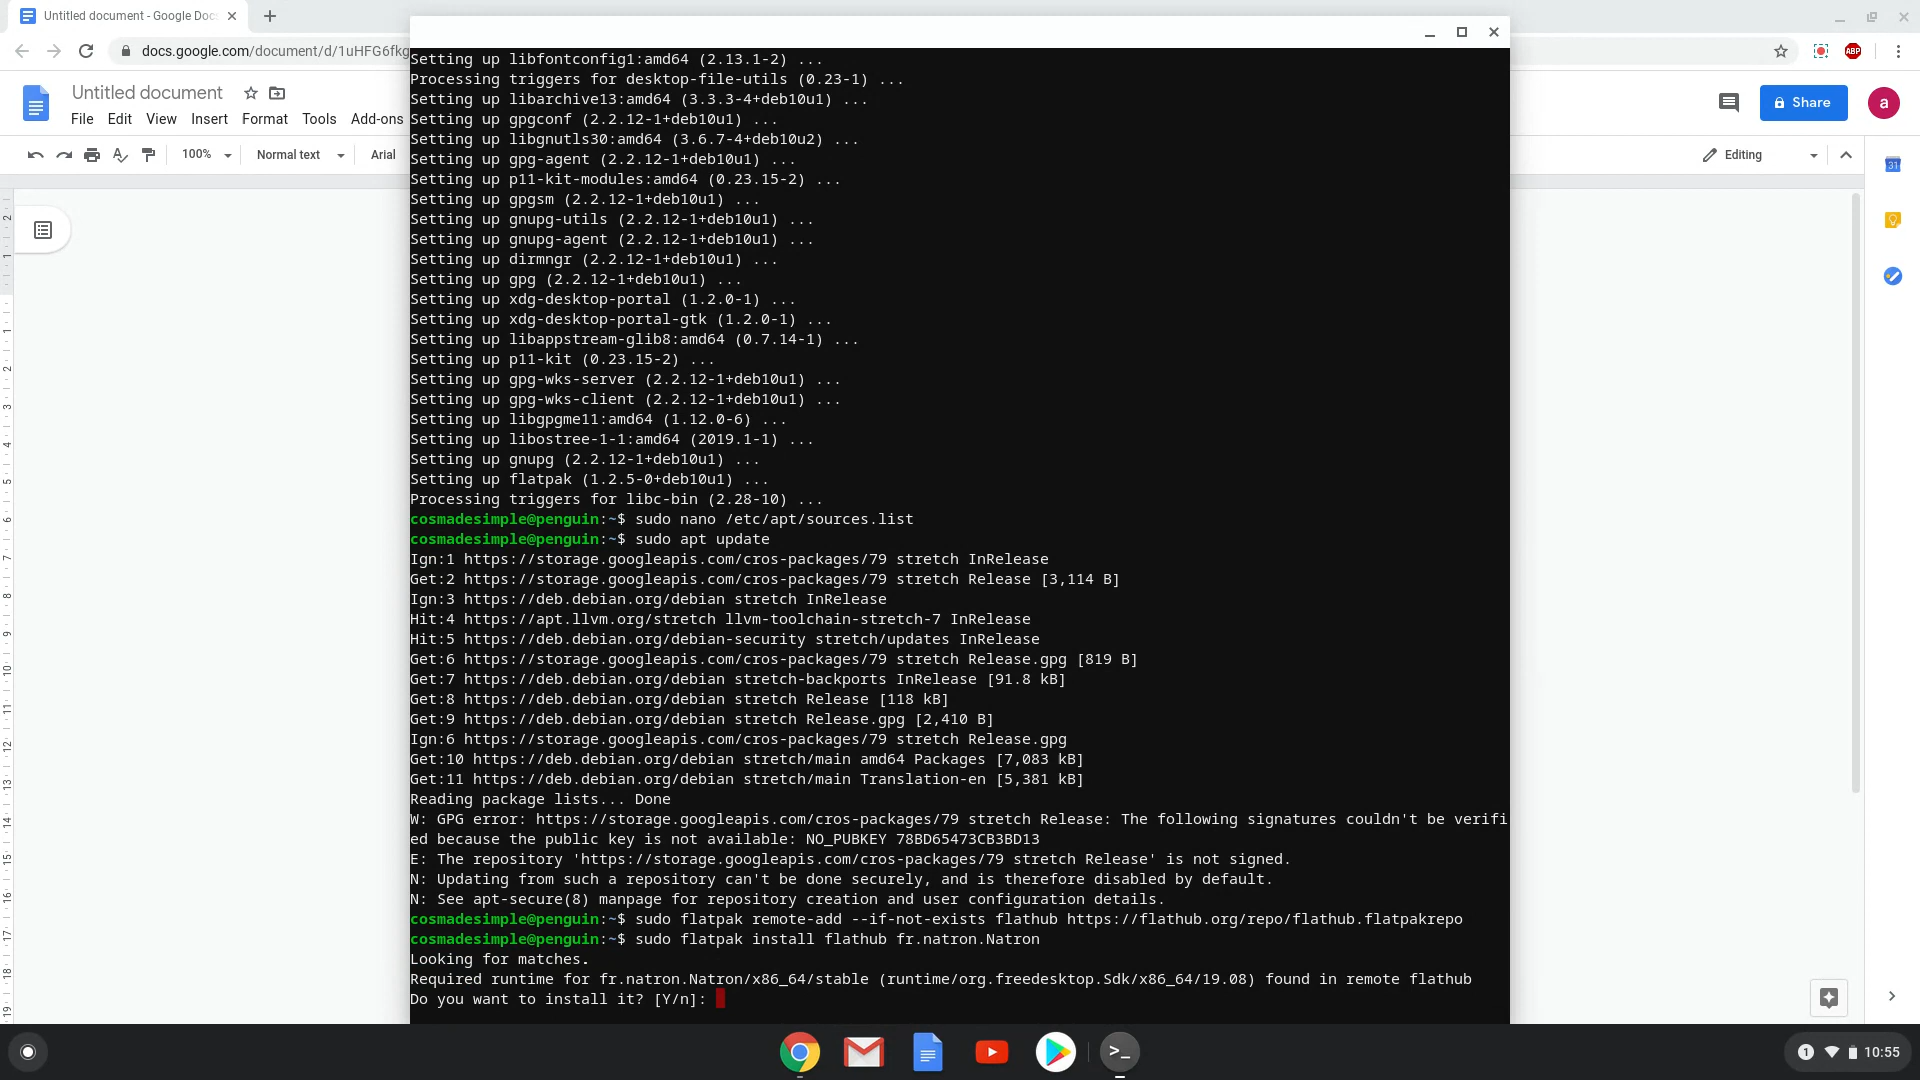 Untitled document - Google Doc
docs.google.com/document/d/1uHFG6fkg
ABP
Untitled document
File Edit View Insert Format Tools Add-ons
Share
a
100% Normal text Arial
Editing
31
Setting up libfontconfig1:amd64 (2.13.1-2) ...
Processing triggers for desktop-file-utils (0.23-1) ...
Setting up libarchive13:amd64 (3.3.3-4+deb10u1) ...
Setting up gpgconf (2.2.12-1+deb10u1) ...
Setting up libgnutls30:amd64 (3.6.7-4+deb10u2) ...
Setting up gpg-agent (2.2.12-1+deb10u1) ...
Setting up p11-kit-modules:amd64 (0.23.15-2) ...
Setting up gpgsm (2.2.12-1+deb10u1) ...
Setting up gnupg-utils (2.2.12-1+deb10u1) ...
Setting up gnupg-agent (2.2.12-1+deb10u1) ...
Setting up dirmngr (2.2.12-1+deb10u1) ...
Setting up gpg (2.2.12-1+deb10u1) ...
Setting up xdg-desktop-portal (1.2.0-1) ...
Setting up xdg-desktop-portal-gtk (1.2.0-1) ...
Setting up libappstream-glib8:amd64 (0.7.14-1) ...
Setting up p11-kit (0.23.15-2) ...
Setting up gpg-wks-server (2.2.12-1+deb10u1) ...
Setting up gpg-wks-client (2.2.12-1+deb10u1) ...
Setting up libgpgme11:amd64 (1.12.0-6) ...
Setting up libostree-1-1:amd64 (2019.1-1) ...
Setting up gnupg (2.2.12-1+deb10u1) ...
Setting up flatpak (1.2.5-0+deb10u1) ...
Processing triggers for libc-bin (2.28-10) ...
cosmadesimple@penguin:~$ sudo nano /etc/apt/sources.list
cosmadesimple@penguin:~$ sudo apt update
Ign:1 https://storage.googleapis.com/cros-packages/79 stretch InRelease
Get:2 https://storage.googleapis.com/cros-packages/79 stretch Release [3,114 B]
Ign:3 https://deb.debian.org/debian stretch InRelease
Hit:4 https://apt.llvm.org/stretch llvm-toolchain-stretch-7 InRelease
Hit:5 https://deb.debian.org/debian-security stretch/updates InRelease
Get:6 https://storage.googleapis.com/cros-packages/79 stretch Release.gpg [819 B]
Get:7 https://deb.debian.org/debian stretch-backports InRelease [91.8 kB]
Get:8 https://deb.debian.org/debian stretch Release [118 kB]
Get:9 https://deb.debian.org/debian stretch Release.gpg [2,410 B]
Ign:6 https://storage.googleapis.com/cros-packages/79 stretch Release.gpg
Get:10 https://deb.debian.org/debian stretch/main amd64 Packages [7,083 kB]
Get:11 https://deb.debian.org/debian stretch/main Translation-en [5,381 kB]
Reading package lists... Done
W: GPG error: https://storage.googleapis.com/cros-packages/79 stretch Release: The following signatures couldn't be verifi
ed because the public key is not available: NO_PUBKEY 78BD65473CB3BD13
E: The repository 'https://storage.googleapis.com/cros-packages/79 stretch Release' is not signed.
N: Updating from such a repository can't be done securely, and is therefore disabled by default.
N: See apt-secure(8) manpage for repository creation and user configuration details.
cosmadesimple@penguin:~$ sudo flatpak remote-add --if-not-exists flathub https://flathub.org/repo/flathub.flatpakrepo
cosmadesimple@penguin:~$ sudo flatpak install flathub fr.natron.Natron
Looking for matches…
Required runtime for fr.natron.Natron/x86_64/stable (runtime/org.freedesktop.Sdk/x86_64/19.08) found in remote flathub
Do you want to install it? [Y/n]:
2
1
1
2
3
4
5
6
7
8
9
10
11
12
13
14
15
16
17
18
19
>_
1 10:55